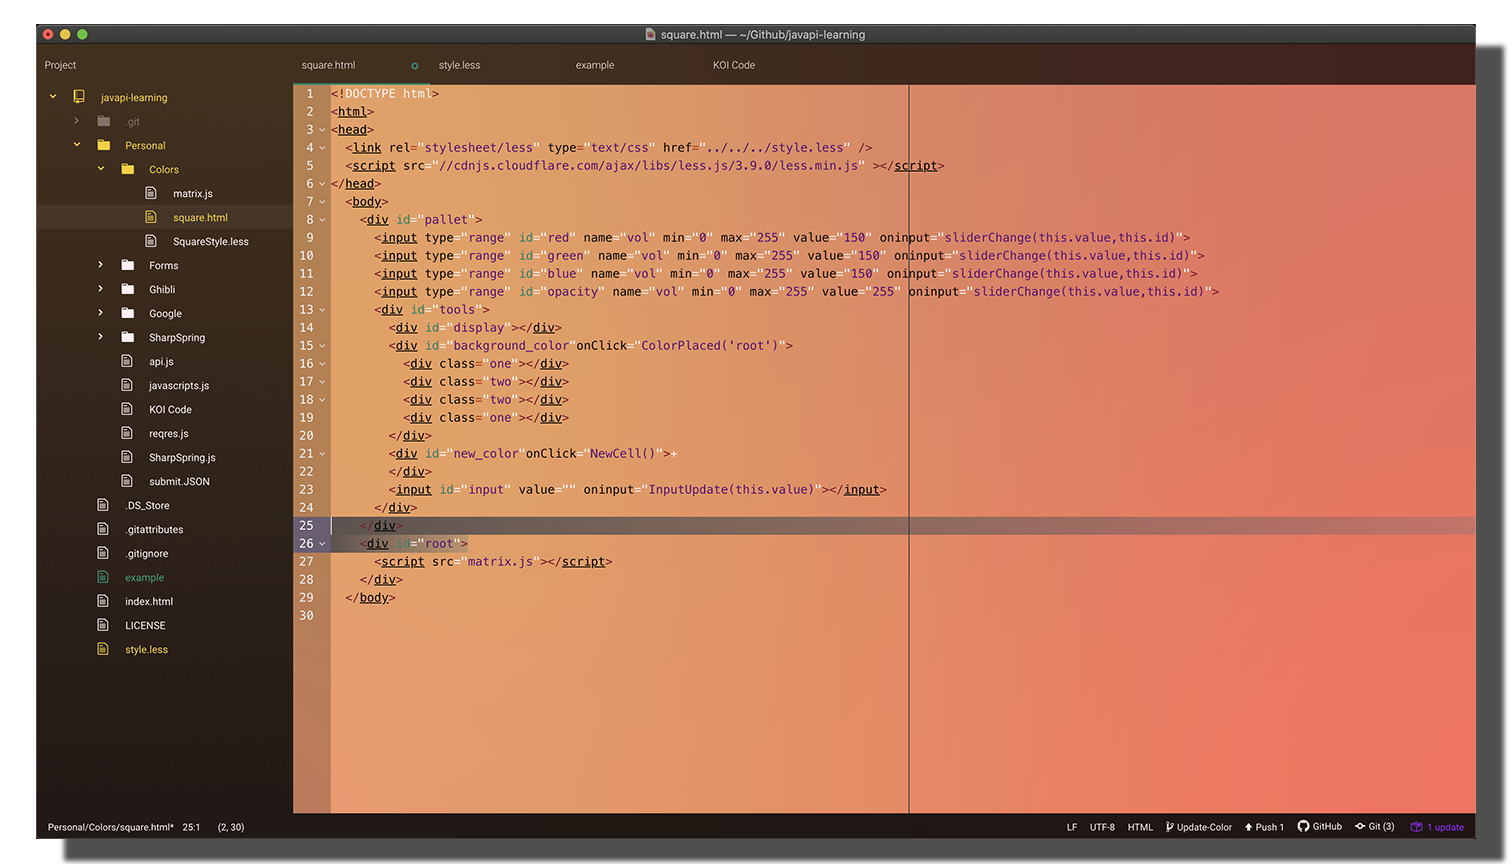 square.html — ~/Github/javapi-learning
Project
square.html
style.less
example
KOI Code
javapi-learning
.git
Personal
Colors
matrix.js
square.html
SquareStyle.less
Forms
Ghibli
Google
SharpSpring
api.js
javascripts.js
KOI Code
reqres.js
SharpSpring.js
submit.JSON
.DS_Store
.gitattributes
.gitignore
example
index.html
LICENSE
style.less
1 <!DOCTYPE html>
2 <html>
3 <head>
4 <link rel="stylesheet/less" type="text/css" href="../../../style.less" />
5 <script src="//cdnjs.cloudflare.com/ajax/libs/less.js/3.9.0/less.min.js" ></script>
6 </head>
7 <body>
8 <div id="pallet">
9 <input type="range" id="red" name="vol" min="0" max="255" value="150" oninput="sliderChange(this.value,this.id)">
10 <input type="range" id="green" name="vol" min="0" max="255" value="150" oninput="sliderChange(this.value,this.id)">
11 <input type="range" id="blue" name="vol" min="0" max="255" value="150" oninput="sliderChange(this.value,this.id)">
12 <input type="range" id="opacity" name="vol" min="0" max="255" value="255" oninput="sliderChange(this.value,this.id)">
13 <div id="tools">
14 <div id="display"></div>
15 <div id="background_color"onClick="ColorPlaced('root')">
16 <div class="one"></div>
17 <div class="two"></div>
18 <div class="two"></div>
19 <div class="one"></div>
20 </div>
21 <div id="new_color"onClick="NewCell()">+
22 </div>
23 <input id="input" value="" oninput="InputUpdate(this.value)"></input>
24 </div>
25 </div>
26 <div id="root">
27 <script src="matrix.js"></script>
28 </div>
29 </body>
30
Personal/Colors/square.html* 25:1 (2, 30)
LF UTF-8 HTML Update-Color Push 1 GitHub Git (3) 1 update